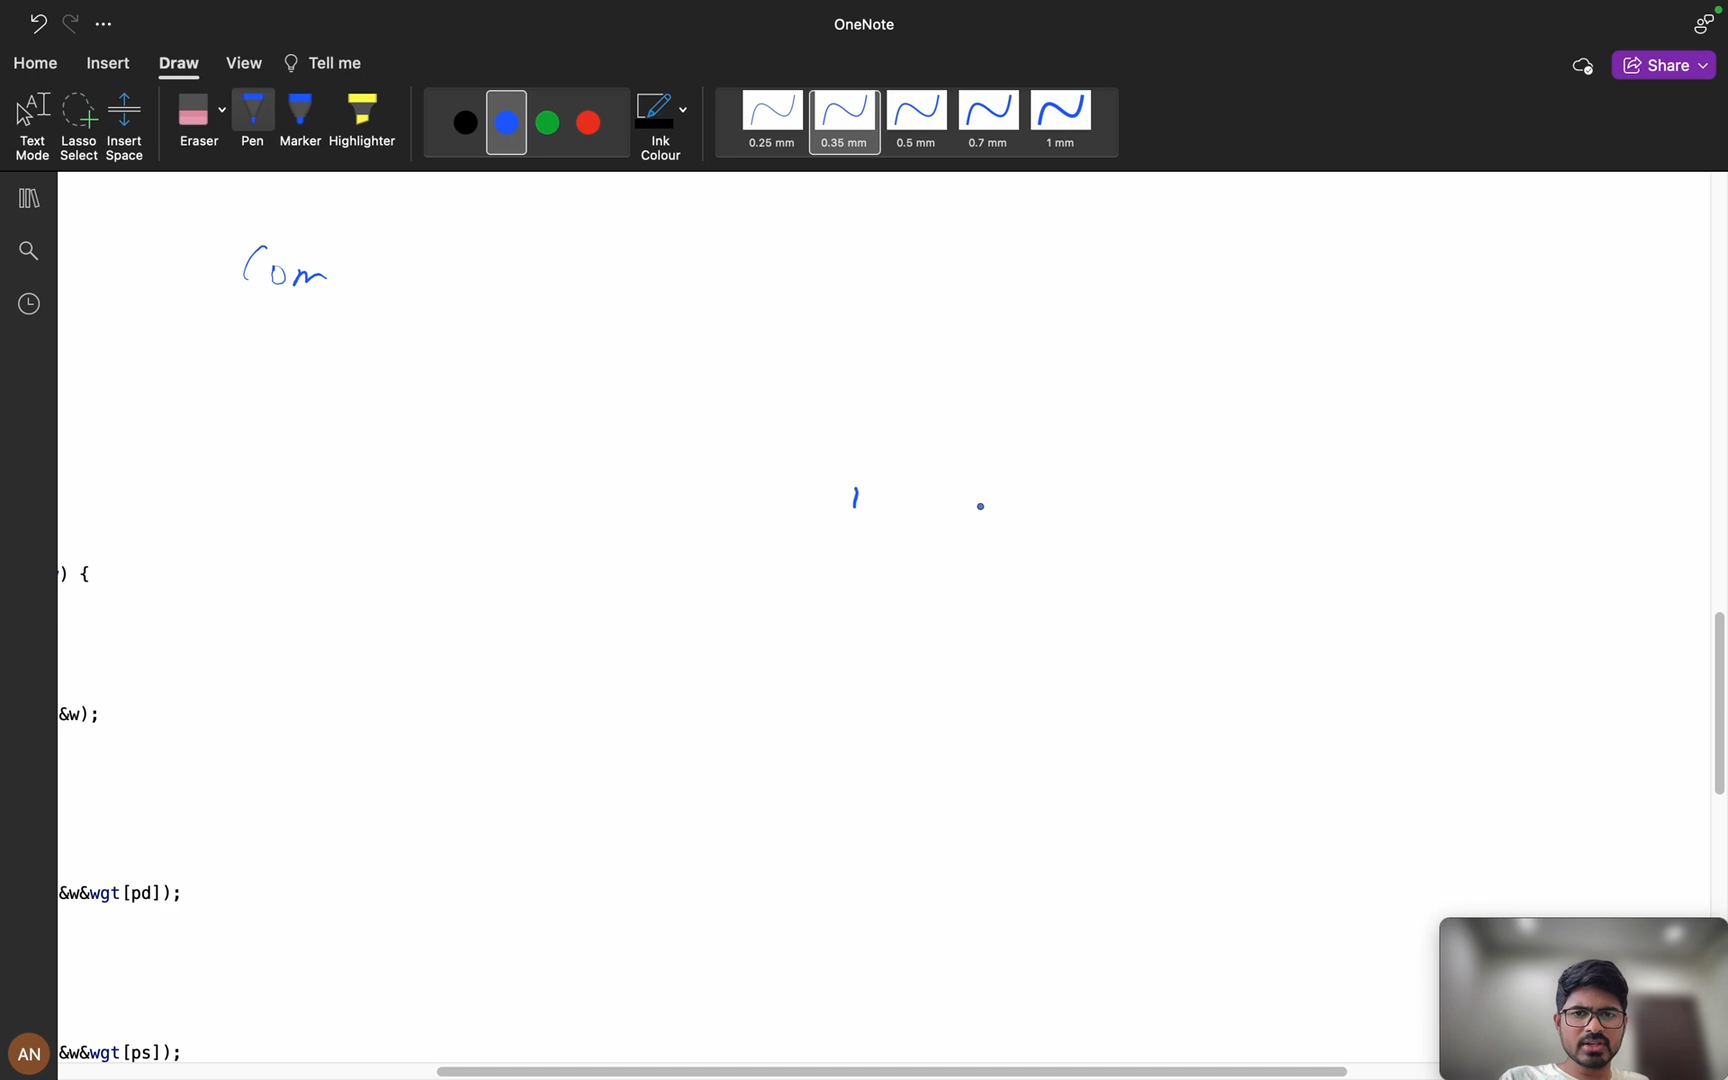 OneNote
Home Insert Draw View Tell me Share
Text Mode Lasso Select Insert Space Eraser Pen Marker Highlighter Ink Colour 0.25 mm 0.35 mm 0.5 mm 0.7 mm 1 mm
Com
1
) {
&w);
&w&wgt[pd]);
&w&wgt[ps]);
AN